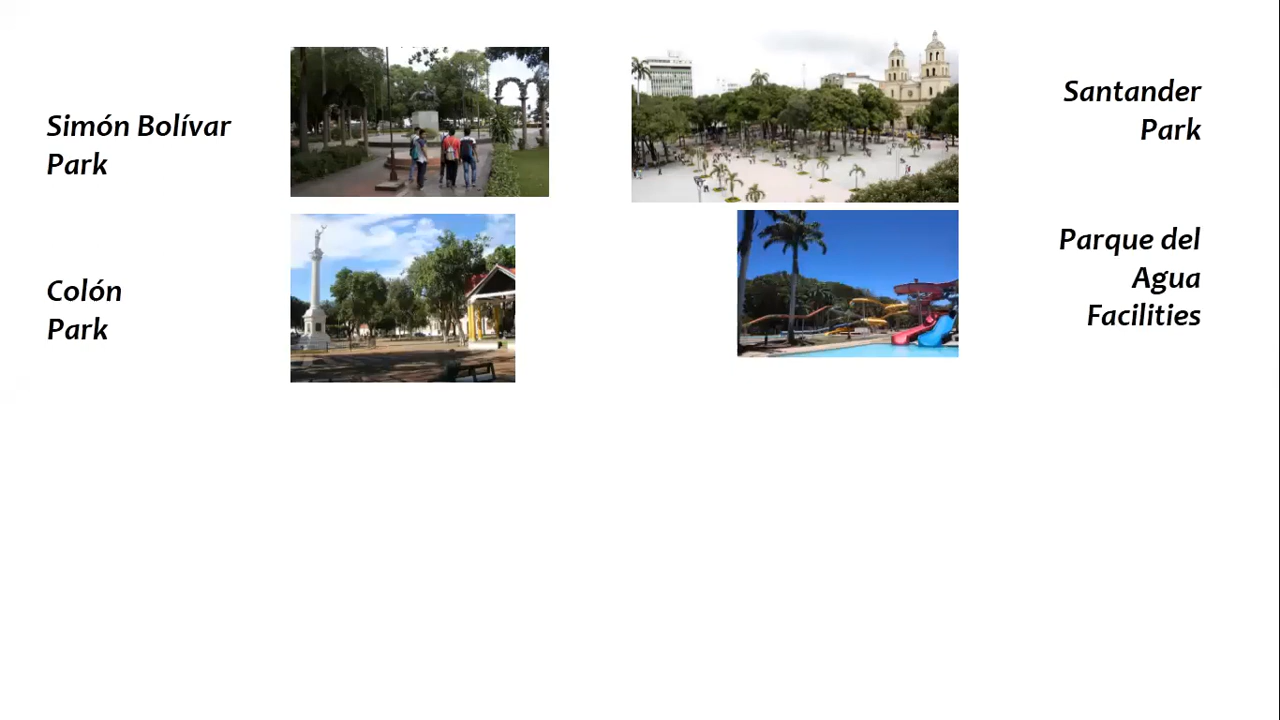 Simón Bolívar
Park
Santander
Park
Colón
Park
Parque del
Agua
Facilities